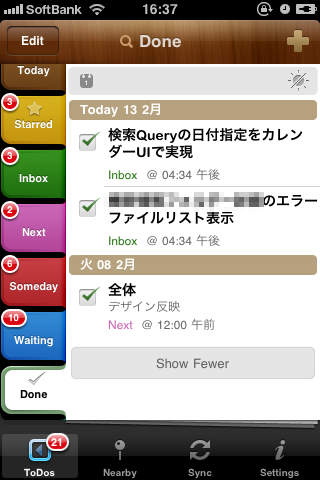 SoftBank 16:37
Edit Done
Today
3
Starred
3
Inbox
2
Next
6
Someday
10
Waiting
Done
1
Today 13 2月
検索Queryの日付指定をカレン
ダーUIで実現
Inbox @ 04:34 午後
のエラー
ファイルリスト表示
Inbox @ 04:34 午後
火 08 2月
全体
デザイン反映
Next @ 12:00 午前
Show Fewer
21
ToDos Nearby Sync Settings